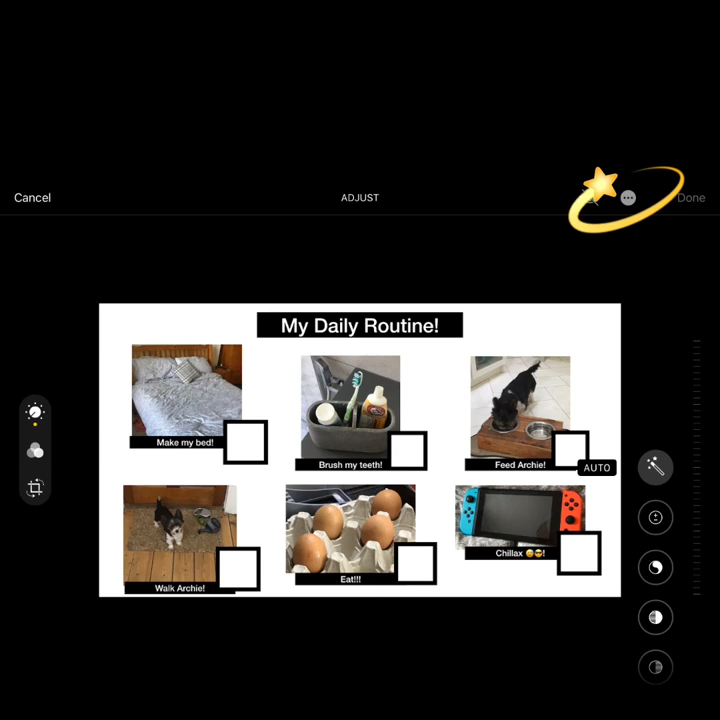 Cancel
ADJUST
Done
My Daily Routine!
Make my bed!
Brush my teeth!
Feed Archie!
AUTO
Walk Archie!
Eat!!!
Chillax 😄😎!